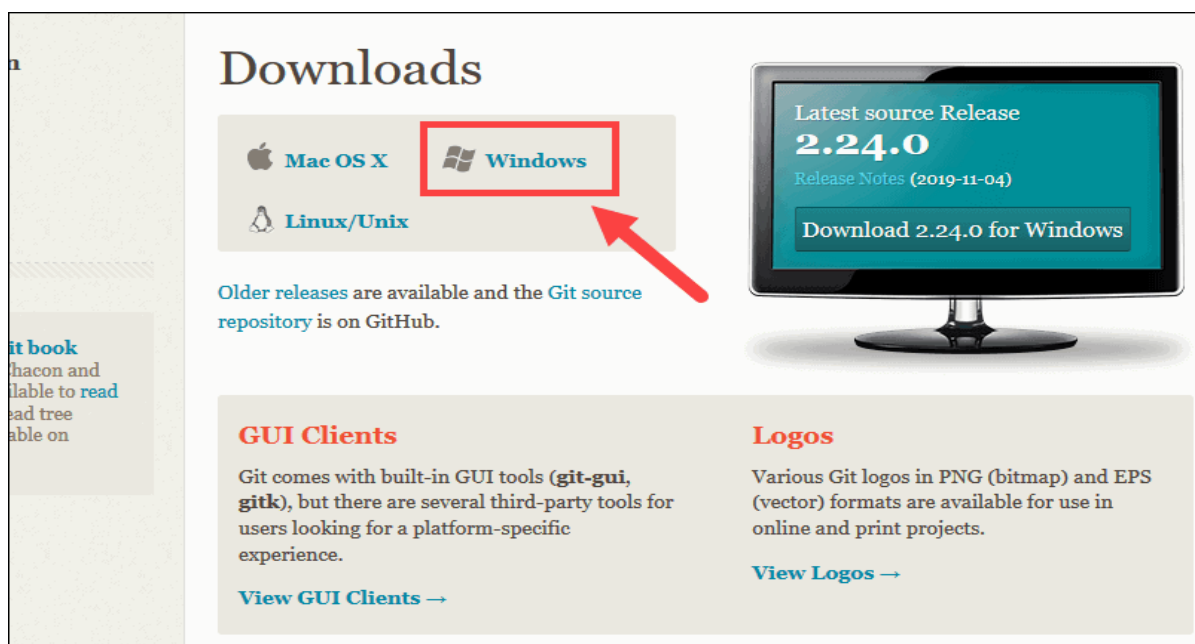 n
Downloads
Mac OS X
Windows
Linux/Unix
Older releases are available and the Git source
repository is on GitHub.
Latest source Release
2.24.0
Release Notes (2019-11-04)
Download 2.24.0 for Windows
it book
hacon and
ilable to read
ead tree
able on
GUI Clients
Git comes with built-in GUI tools (git-gui,
gitk), but there are several third-party tools for
users looking for a platform-specific
experience.
View GUI Clients →
Logos
Various Git logos in PNG (bitmap) and EPS
(vector) formats are available for use in
online and print projects.
View Logos →